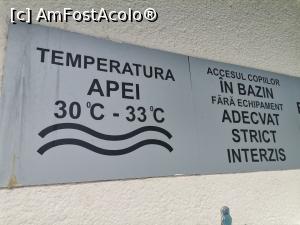 [c] AmFostAcolo®
TEMPERATURA
APEI
30 °C - 33 °C
ACCESUL COPIILOR
ÎN BAZIN
FĂRĂ ECHIPAMENT
ADECVAT
STRICT
INTERZIS